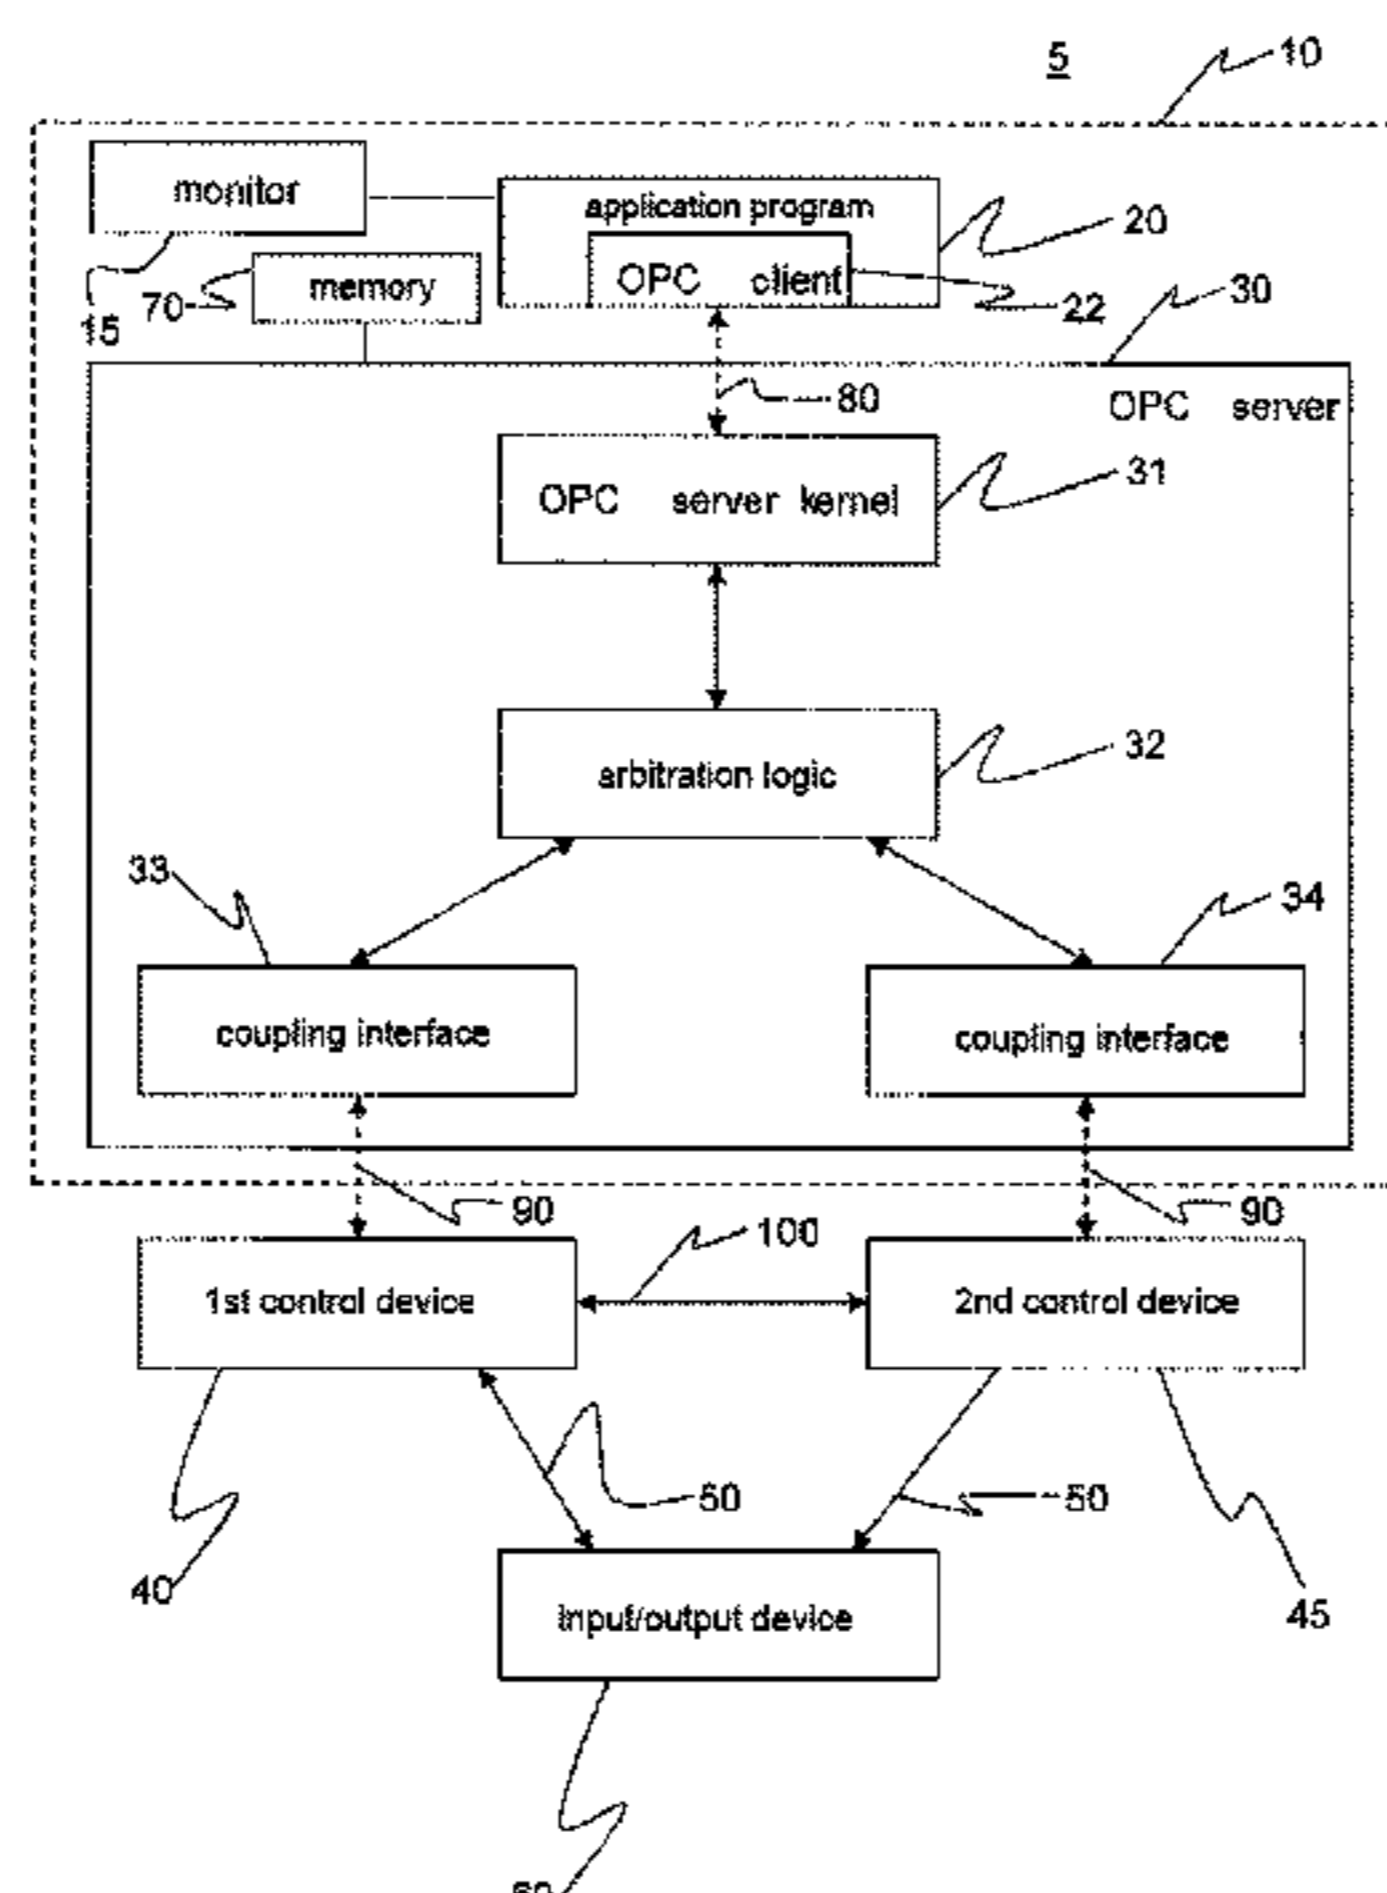 5
10
monitor
application program
20
OPC client
memory
15
70
22
30
80
OPC server
OPC server kernel
31
arbitration logic
32
33
34
coupling interface
coupling interface
90
90
100
1st control device
2nd control device
50
50
40
45
input/output device